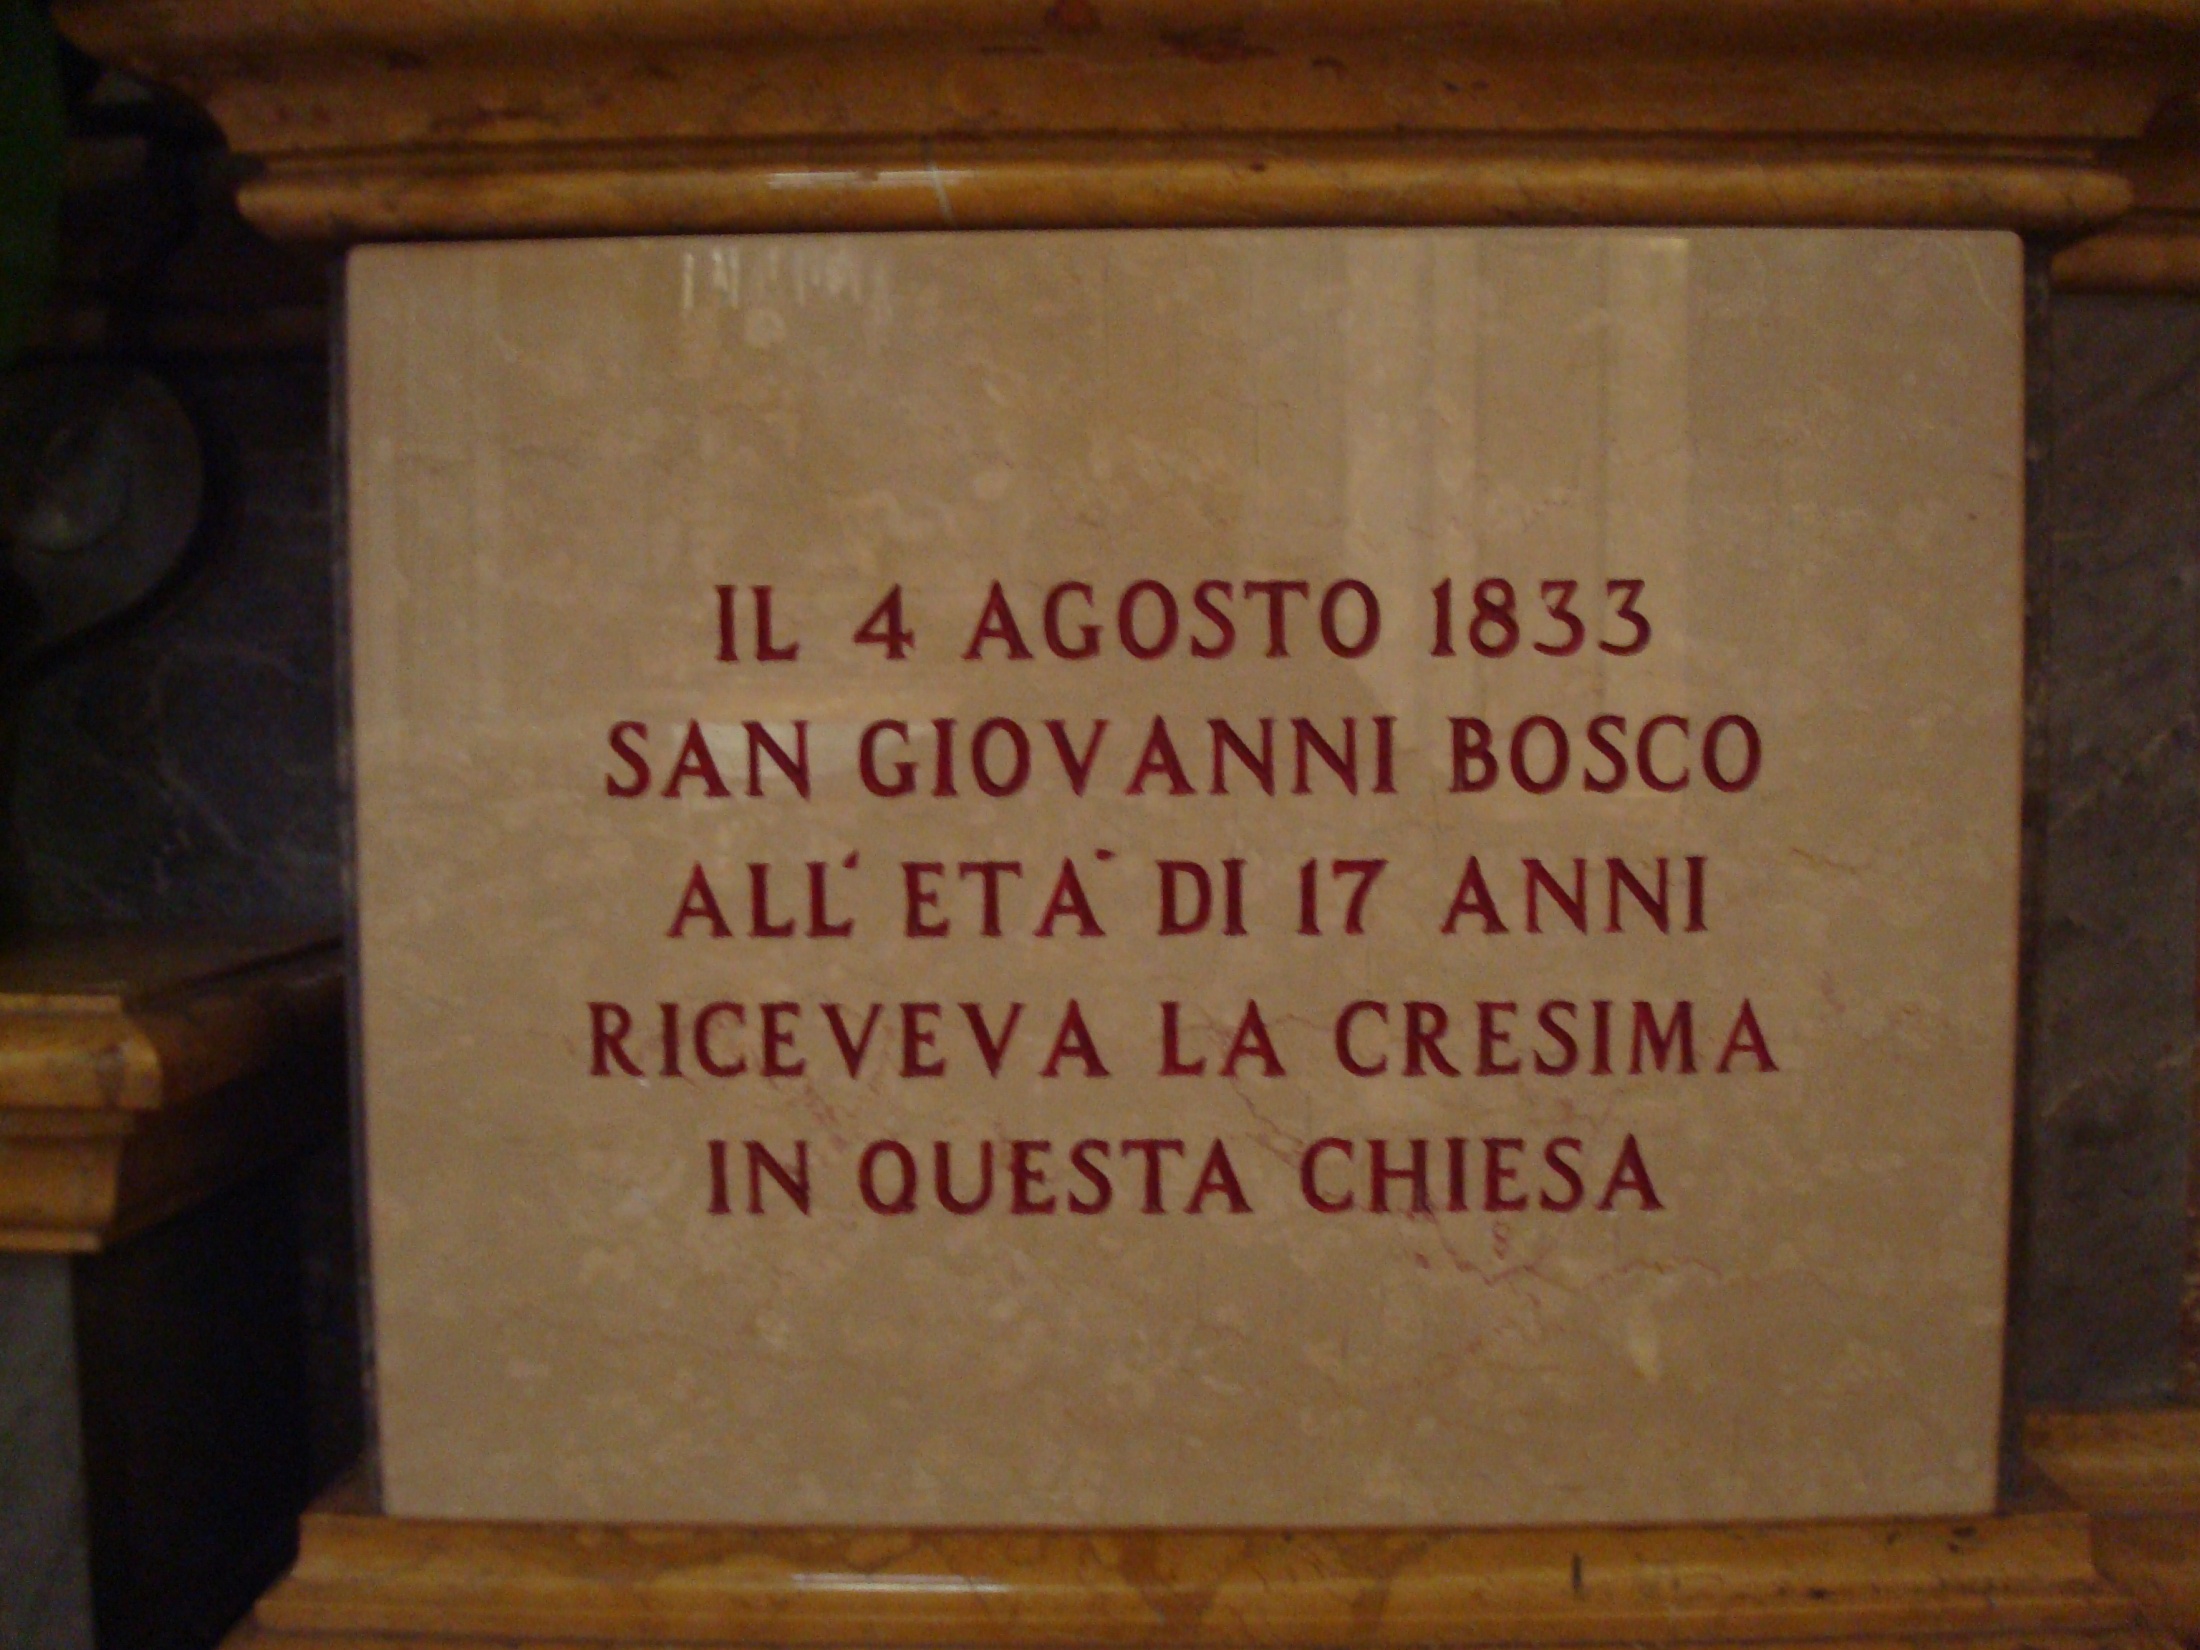 IL 4 AGOSTO 1833
SAN GIOVANNI BOSCO
ALL' ETA' DI 17 ANNI
RICEVEVA LA CRESIMA
IN QUESTA CHIESA